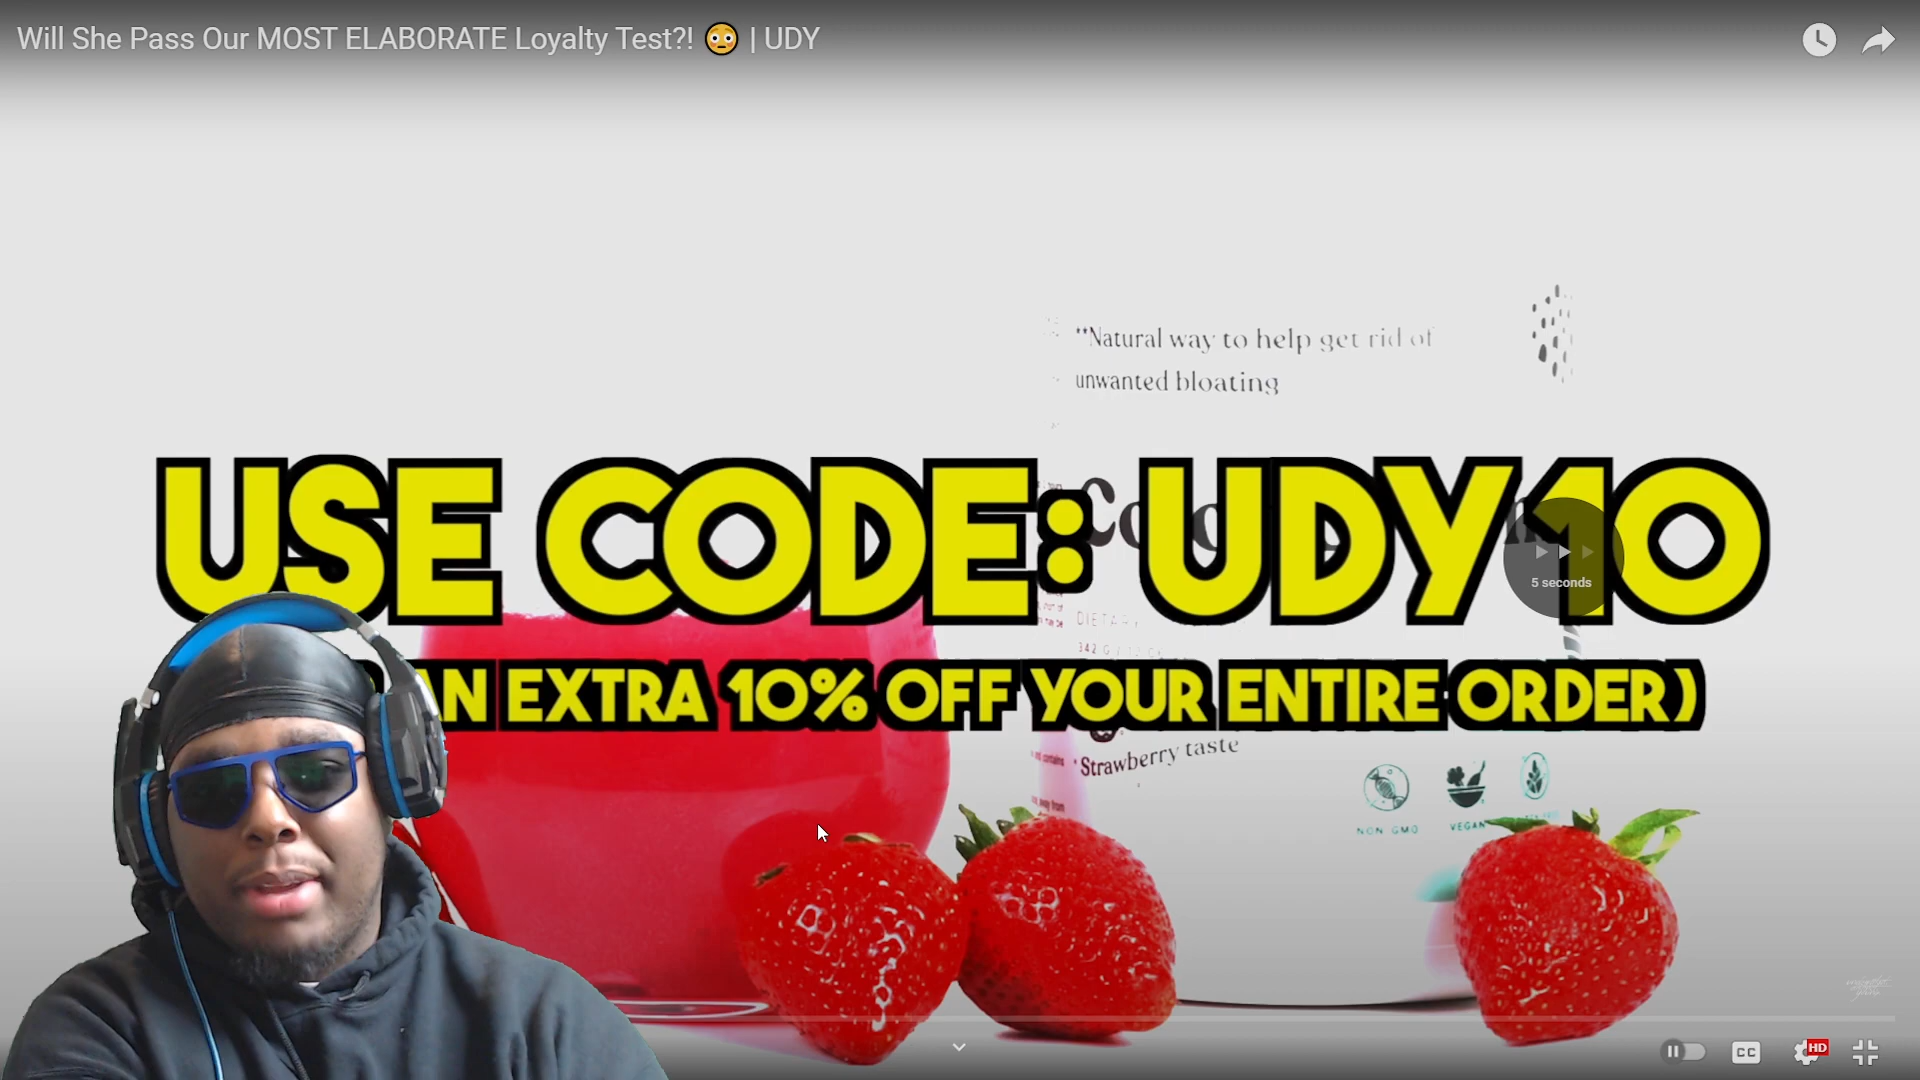 Will She Pass Our MOST ELABORATE Loyalty Test?! 😳 | UDY
"Natural way to help get rid of
unwanted bloating
USE CODE: UDY10
5 seconds
AN EXTRA 10% OFF YOUR ENTIRE ORDER)
Strawberry taste
NON GMO
VEGAN
CC
HD